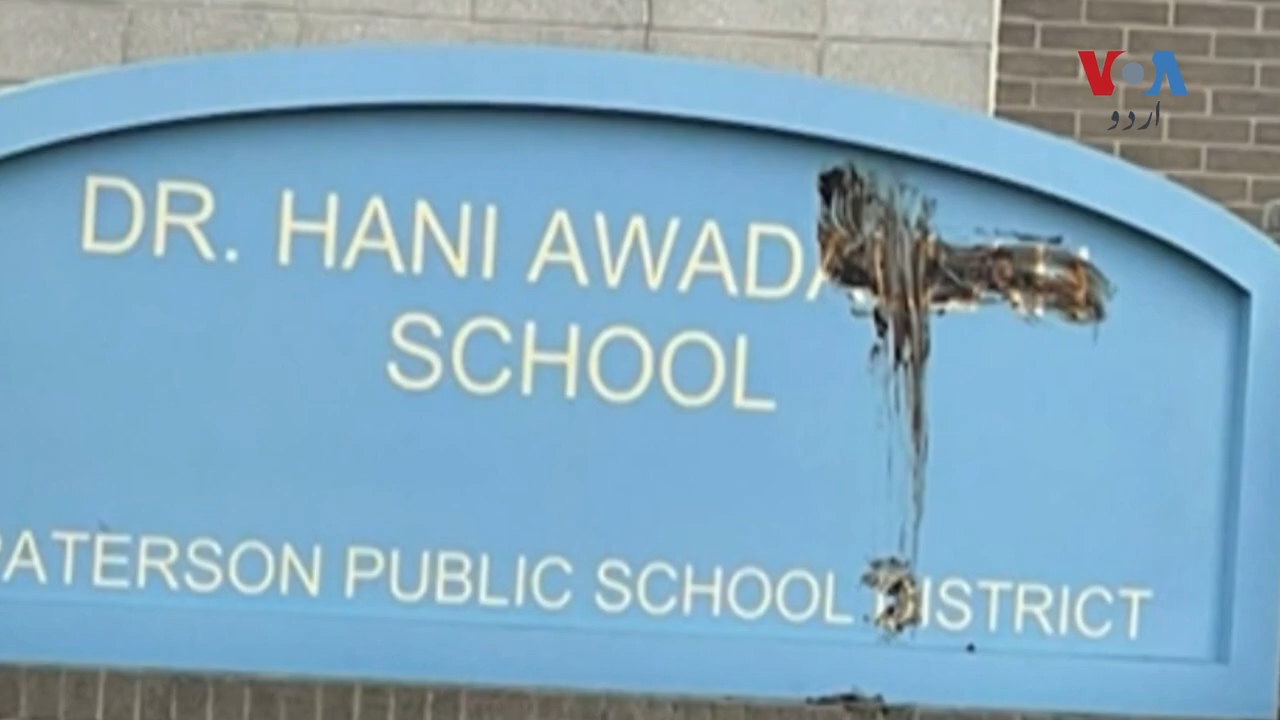 VOA
اردو
DR. HANI AWADA
SCHOOL
PATERSON PUBLIC SCHOOL DISTRICT